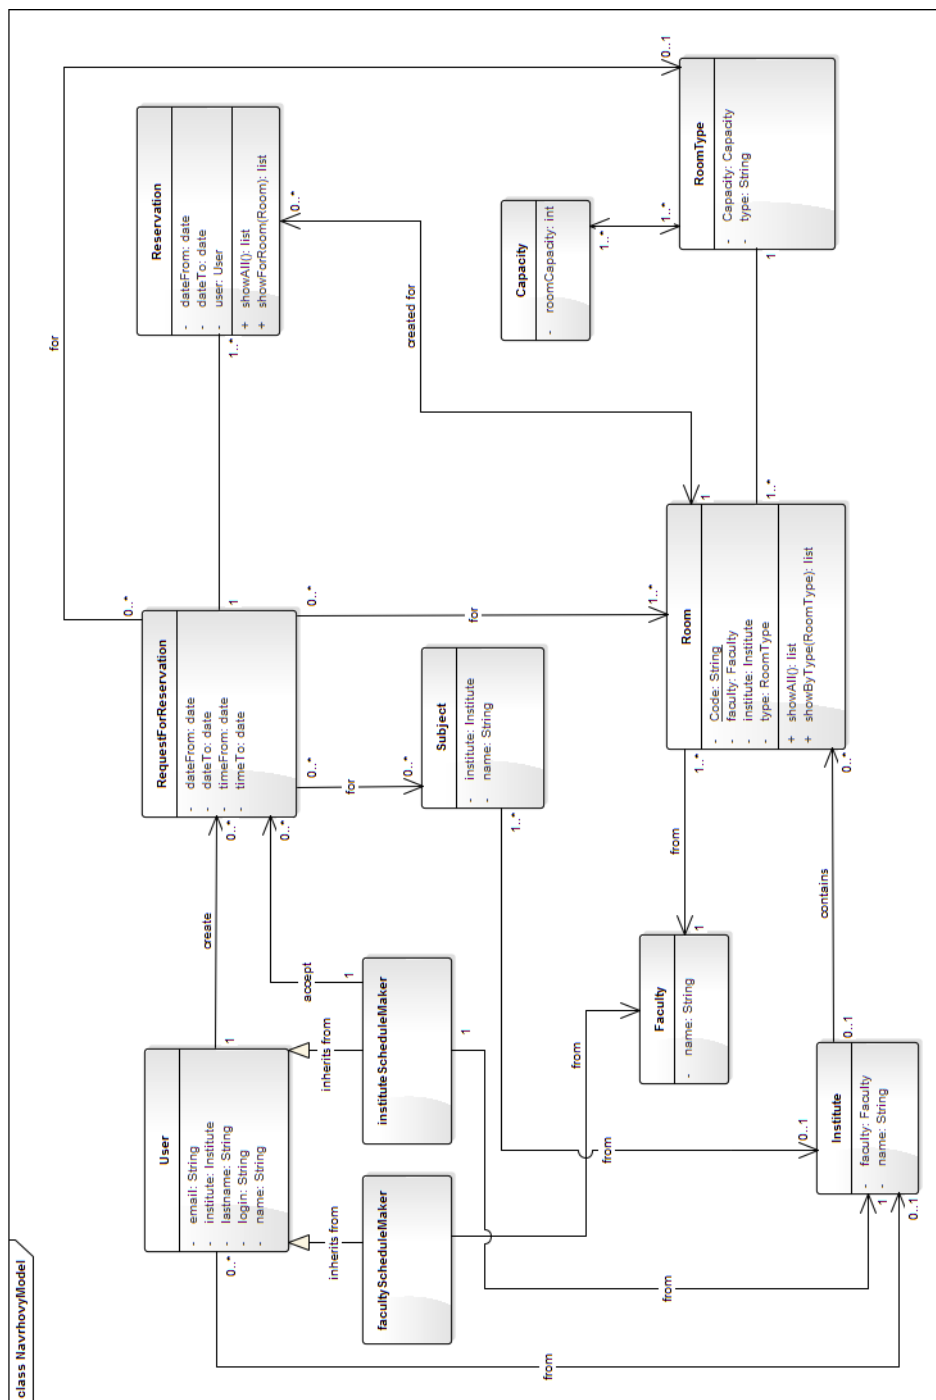 class NavrhovyModel
User
- email: String
- institute: Institute
- lastname: String
- login: String
- name: String
0..*
1
create
0..*
RequestForReservation
- dateFrom: date
- dateTo: date
- timeFrom: date
- timeTo: date
0..*
0..*
1
1..*
Reservation
- dateFrom: date
- dateTo: date
- user: User
+ showAll(): list
+ showForRoom(Room): list
0..*
for
0..1
inherits from
inherits from
accept
1
0..*
for
0..*
0..*
for
1..*
created for
1
facultyScheduleMaker
instituteScheduleMaker
1
Subject
- institute: Institute
- name: String
1..*
Capacity
- roomCapacity: int
1..*
1..*
from
from
from
from
from
1
Faculty
- name: String
1..*
Room
- Code: String
- faculty: Faculty
- institute: Institute
- type: RoomType
+ showAll(): list
+ showByType(RoomType): list
1..*
1
RoomType
- Capacity: Capacity
- type: String
0..1
Institute
- faculty: Faculty
- name: String
1
0..1
0..1
contains
0..*